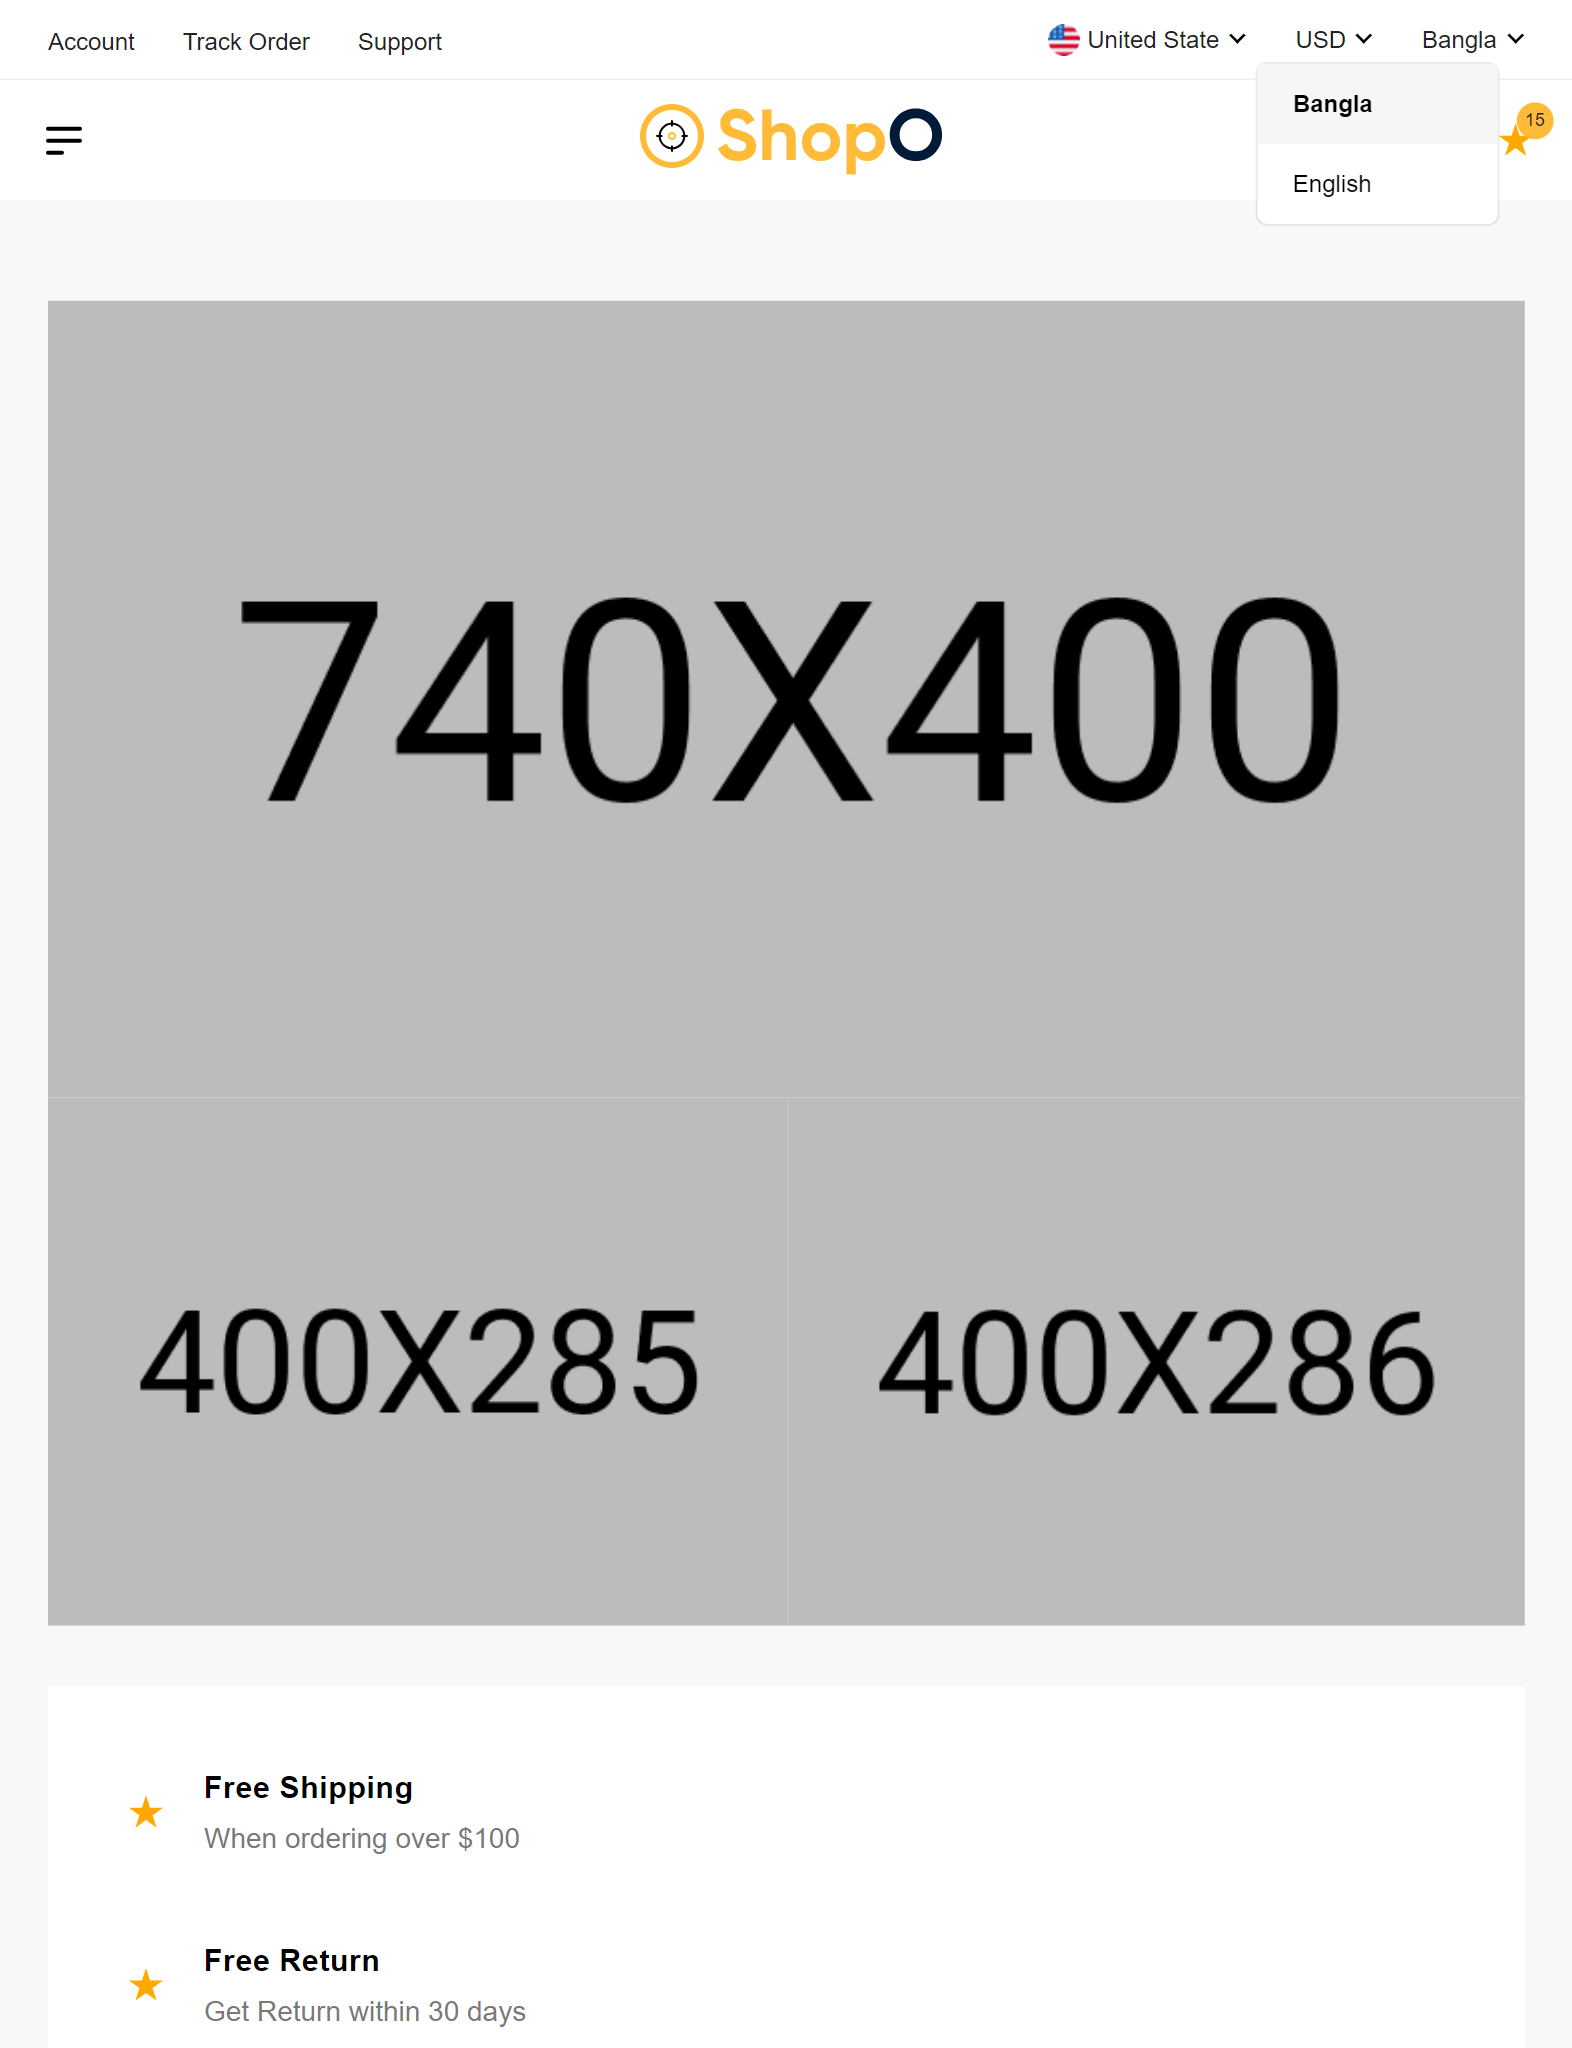 Account Track Order Support United State USD Bangla
Bangla
English
ShopO
15
740X400
400X285 400X286
Free Shipping
When ordering over $100
Free Return
Get Return within 30 days